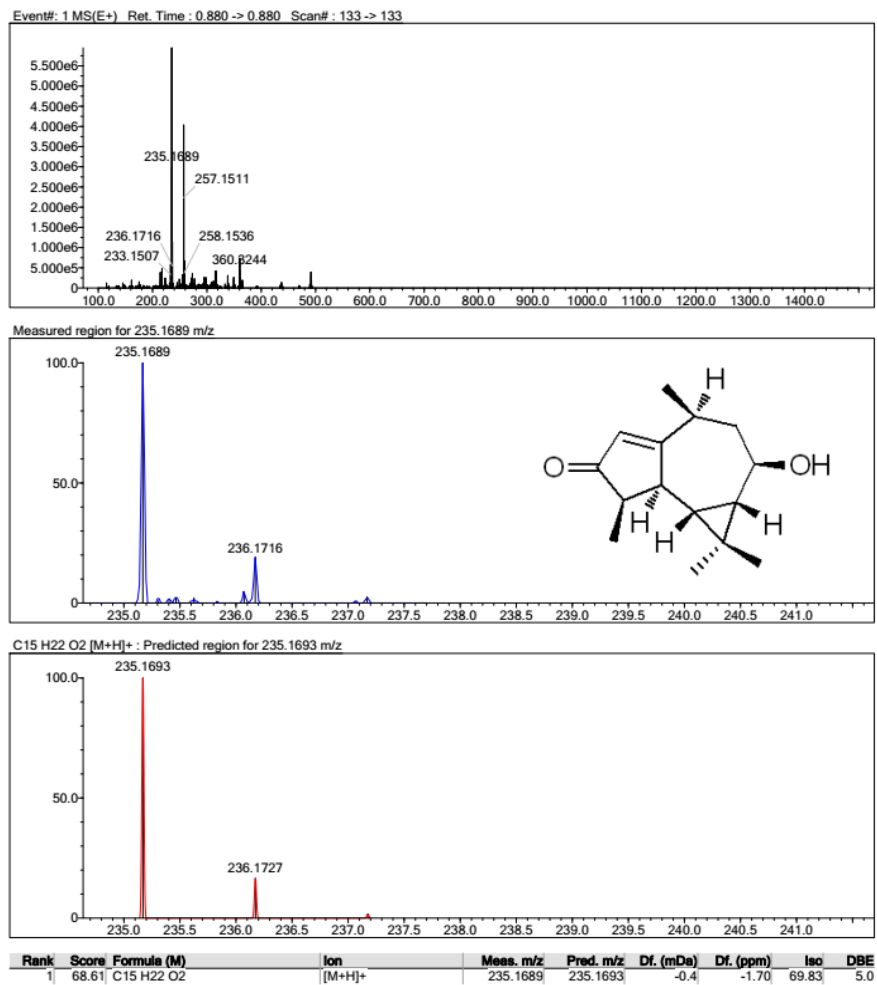 Event#: 1 MS(E+) Ret. Time : 0.880 -> 0.880 Scan# : 133 -> 133
5.500e6
5.000e6
4.500e6
4.000e6
3.500e6
3.000e6
2.500e6
2.000e6
1.500e6
1.000e6
5.000e5
0
235.1689
257.1511
236.1716
258.1536
233.1507
360.3244
100.0 200.0 300.0 400.0 500.0 600.0 700.0 800.0 900.0 1000.0 1100.0 1200.0 1300.0 1400.0
Measured region for 235.1689 m/z
235.1689
100.0
50.0
0
236.1716
H
O
OH
H
H
H
235.0 235.5 236.0 236.5 237.0 237.5 238.0 238.5 239.0 239.5 240.0 240.5 241.0
C15 H22 O2 [M+H]+ : Predicted region for 235.1693 m/z
235.1693
100.0
50.0
0
236.1727
235.0 235.5 236.0 236.5 237.0 237.5 238.0 238.5 239.0 239.5 240.0 240.5 241.0
Rank Score Formula (M) Ion Meas. m/z Pred. m/z Df. (mDa) Df. (ppm) Iso DBE
1 68.61 C15 H22 O2 [M+H]+ 235.1689 235.1693 -0.4 -1.70 69.83 5.0